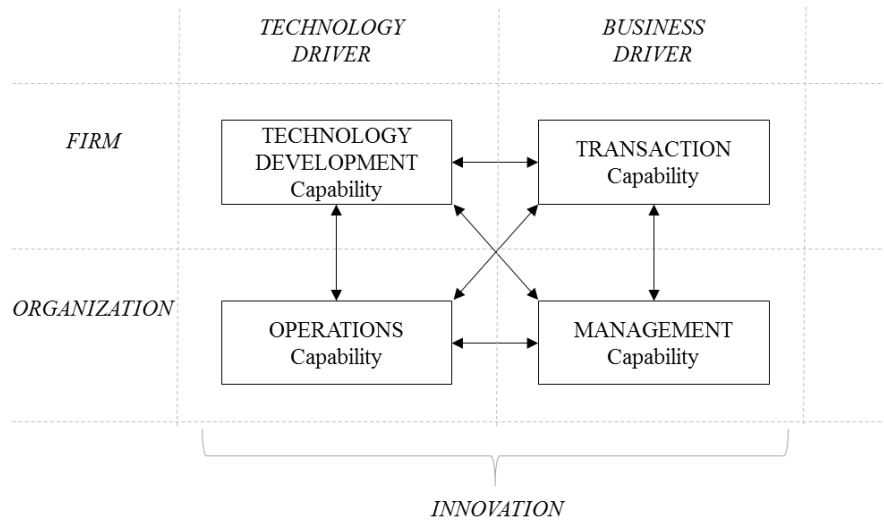 TECHNOLOGY
DRIVER
BUSINESS
DRIVER
FIRM
TECHNOLOGY
DEVELOPMENT
Capability
TRANSACTION
Capability
ORGANIZATION
OPERATIONS
Capability
MANAGEMENT
Capability
INNOVATION